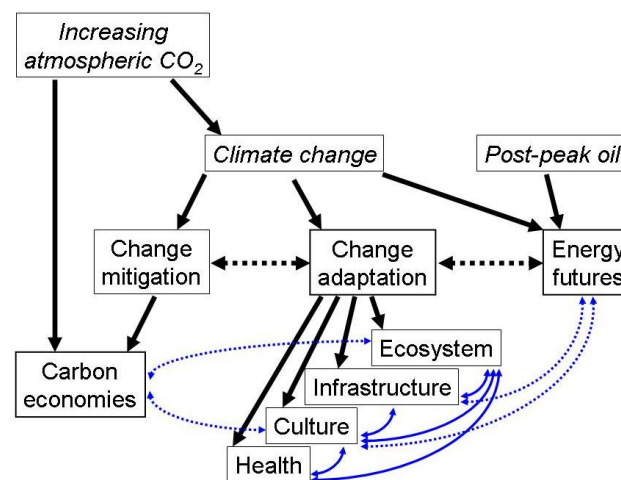 Increasing
atmospheric CO₂
Climate change
Post-peak oil
Change
mitigation
Change
adaptation
Energy
futures
Ecosystem
Carbon
economies
Infrastructure
Culture
Health